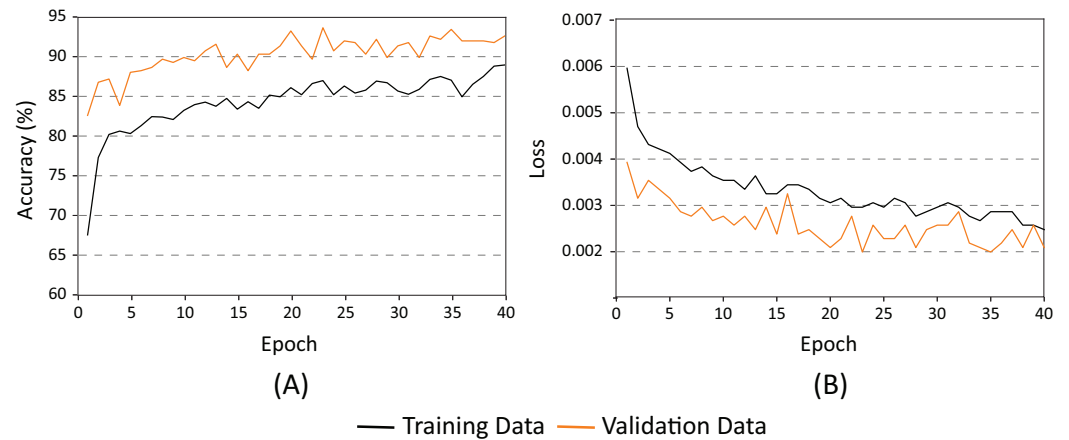 95
90
85
80
75
70
65
60
Accuracy (%)
0 5 10 15 20 25 30 35 40
Epoch
(A)
0.007
0.006
0.005
0.004
0.003
0.002
Loss
0 5 10 15 20 25 30 35 40
Epoch
(B)
Training Data Validation Data